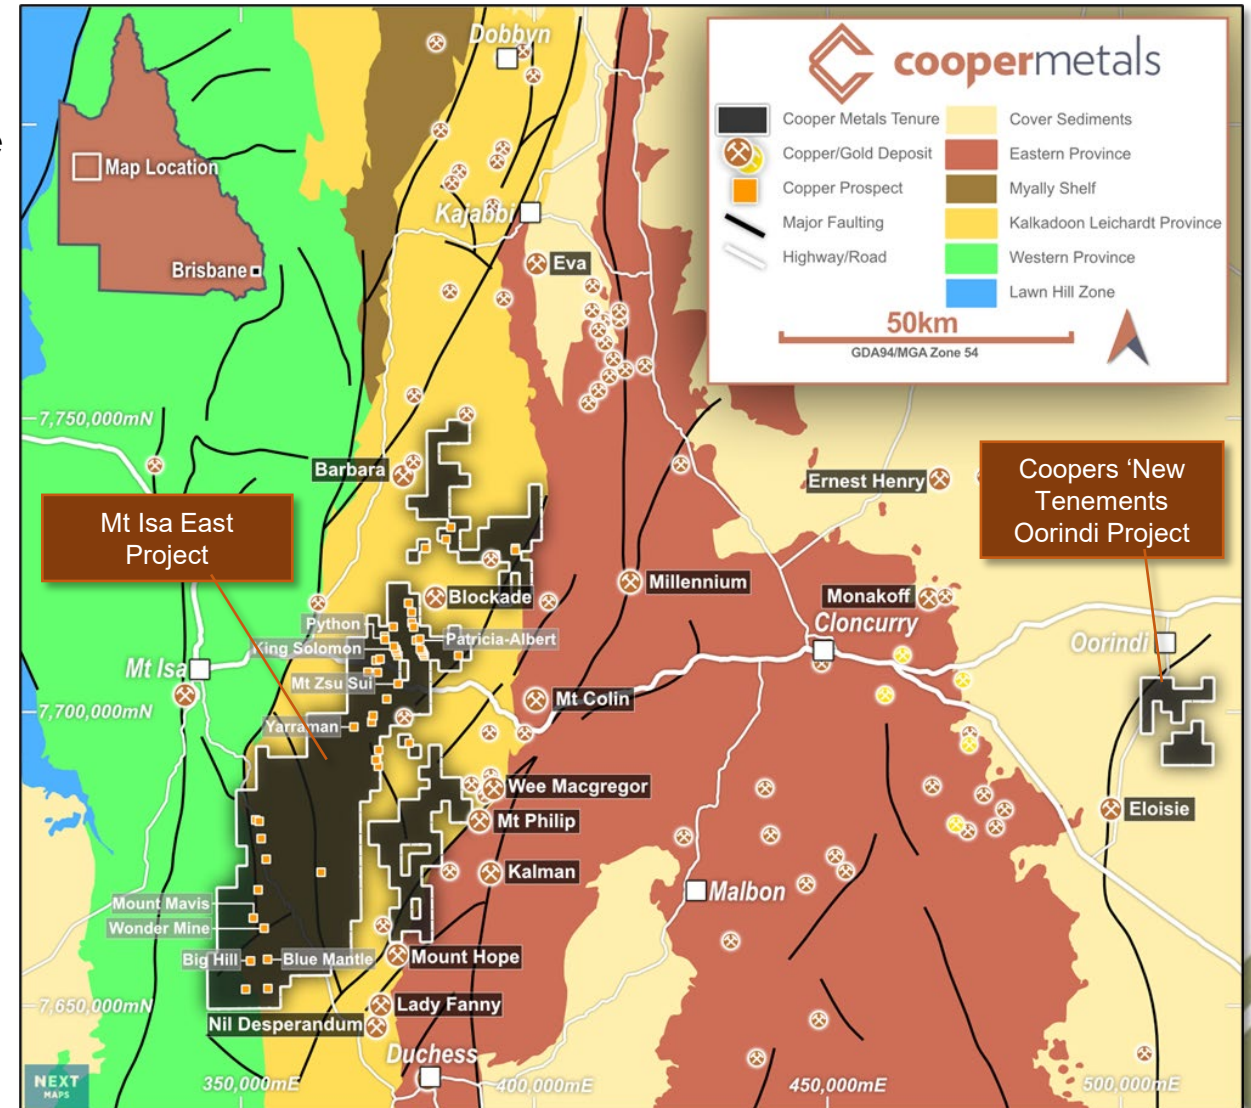 e
Dobbyn
coopermetals
Cooper Metals Tenure
Cover Sediments
Copper/Gold Deposit
Eastern Province
Copper Prospect
Myally Shelf
Major Faulting
Kalkadoon Leichardt Province
Highway/Road
Western Province
Lawn Hill Zone
50km
GDA94/MGA Zone 54
Map Location
Brisbane
Kajabbi
Eva
7,750,000mN
Barbara
Ernest Henry
Coopers ‘New
Tenements
Oorindi Project
Mt Isa East
Project
Millennium
Blockade
Monakoff
Python
Cloncurry
King Solomon
Patricia-Albert
Oorindi
Mt Isa
Mt Zsu Sui
Mt Colin
7,700,000mN
Yarraman
Wee Macgregor
Mt Philip
Eloisie
Kalman
Malbon
Mount Mavis
Wonder Mine
Big Hill
Blue Mantle
Mount Hope
7,650,000mN
Lady Fanny
Nil Desperandum
Duchess
NEXT
MAPS
350,000mE
400,000mE
450,000mE
500,000mE